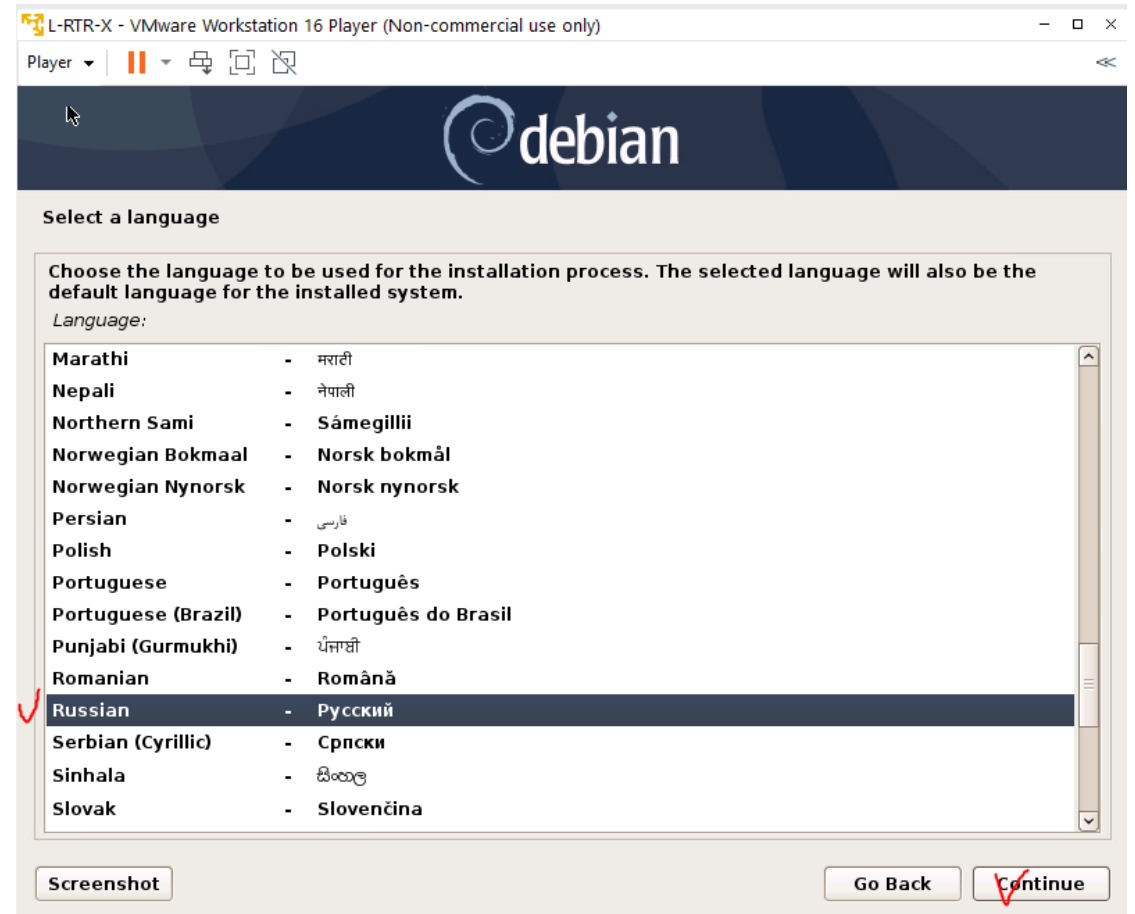 L-RTR-X - VMware Workstation 16 Player (Non-commercial use only)
Player
debian
Select a language
Choose the language to be used for the installation process. The selected language will also be the
default language for the installed system.
Language:
Marathi - मराठी
Nepali - नेपाली
Northern Sami - Sámegillii
Norwegian Bokmaal - Norsk bokmål
Norwegian Nynorsk - Norsk nynorsk
Persian - فارسی
Polish - Polski
Portuguese - Português
Portuguese (Brazil) - Português do Brasil
Punjabi (Gurmukhi) - ਪੰਜਾਬੀ
Romanian - Română
Russian - Русский
Serbian (Cyrillic) - Српски
Sinhala - සිංහල
Slovak - Slovenčina
Screenshot
Go Back
Continue